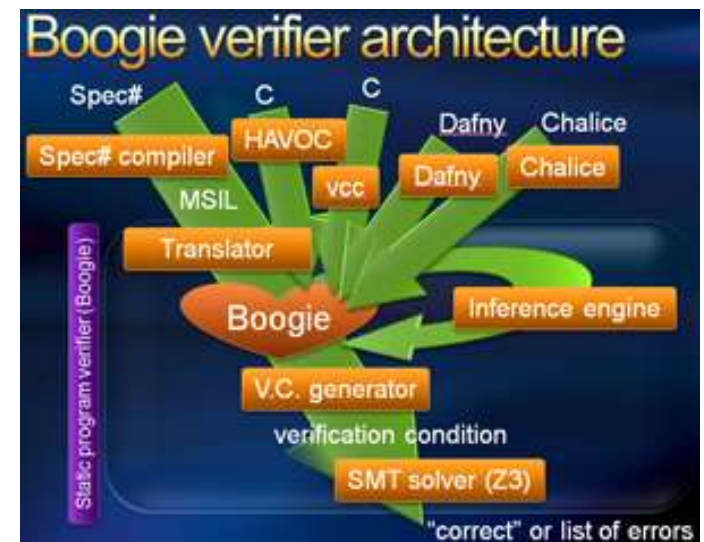 Boogie verifier architecture
Spec#
C
C
Dafny
Chalice
Spec# compiler
HAVOC
vcc
Dafny
Chalice
MSIL
Translator
Static program verifier (Boogie)
Boogie
Inference engine
V.C. generator
verification condition
SMT solver (Z3)
"correct" or list of errors